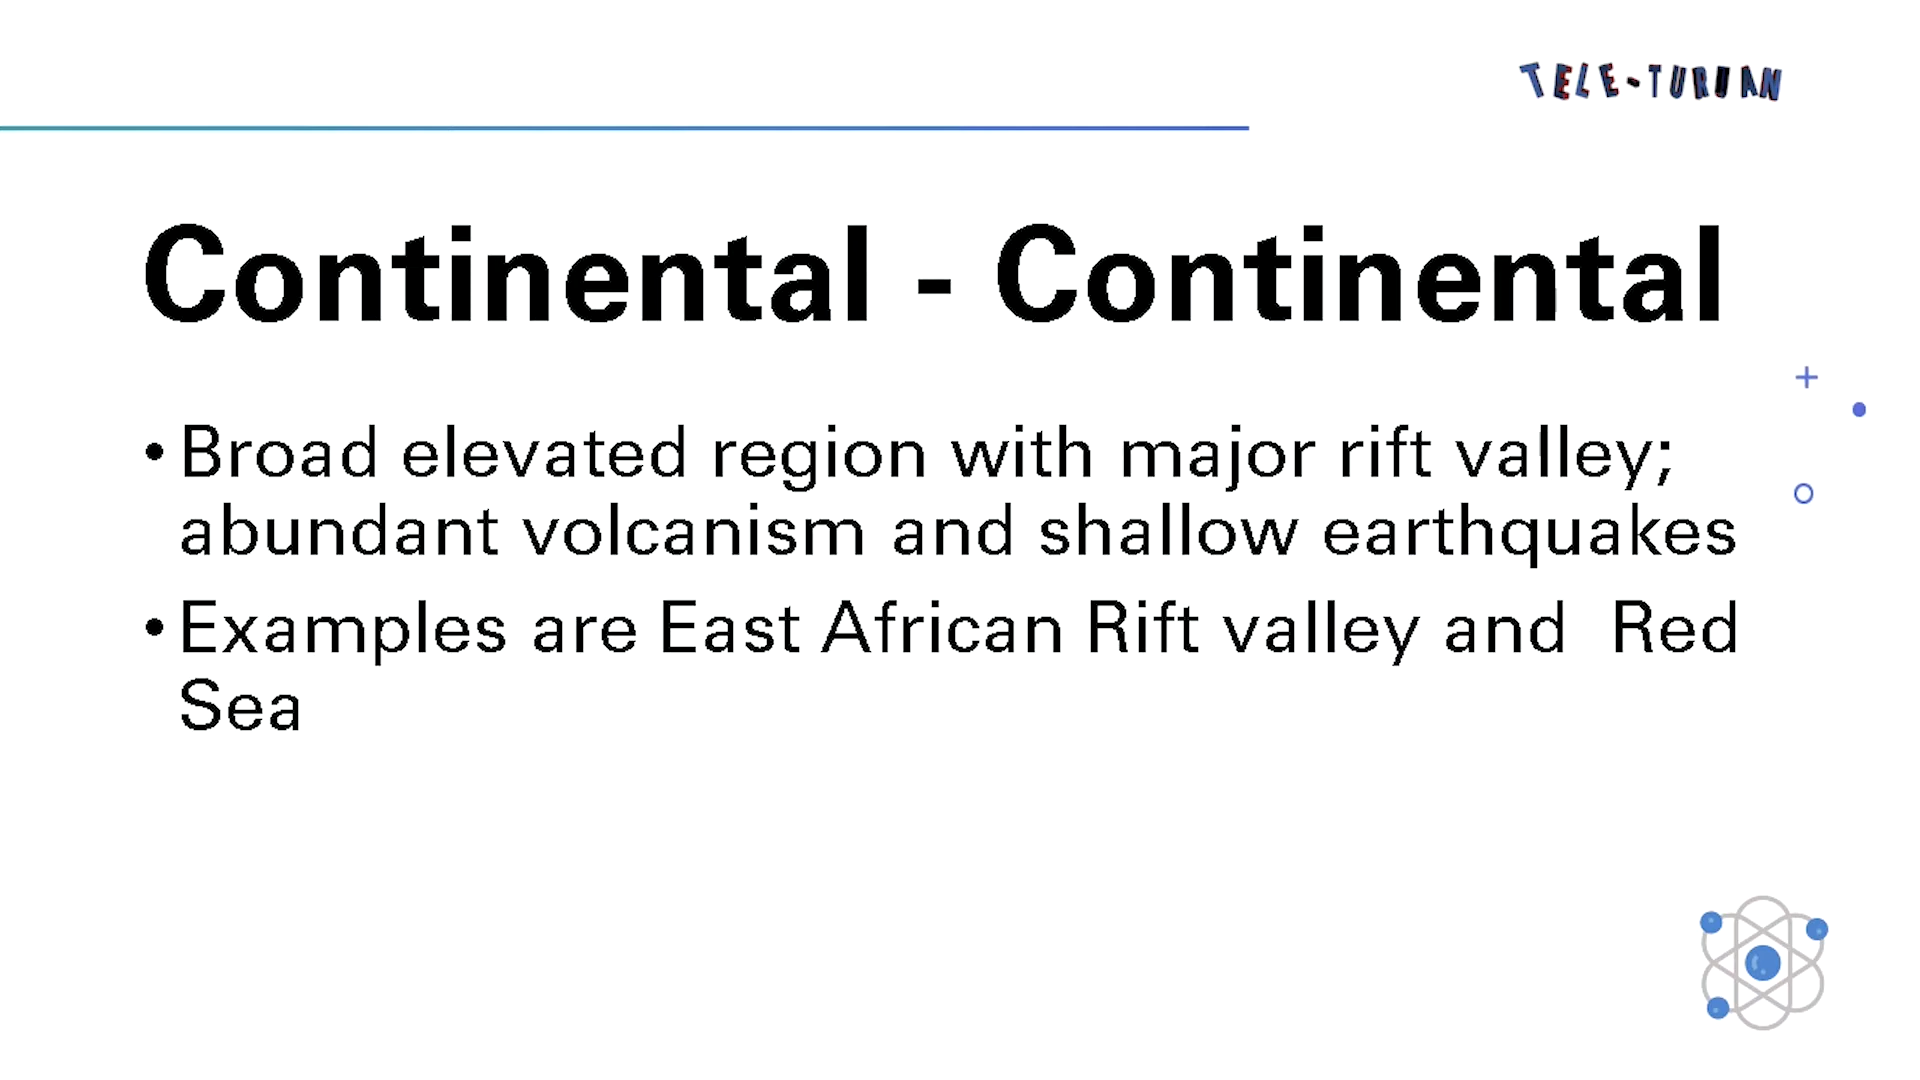 TELE-TURUAN
Continental - Continental
• Broad elevated region with major rift valley;
abundant volcanism and shallow earthquakes
• Examples are East African Rift valley and  Red
Sea